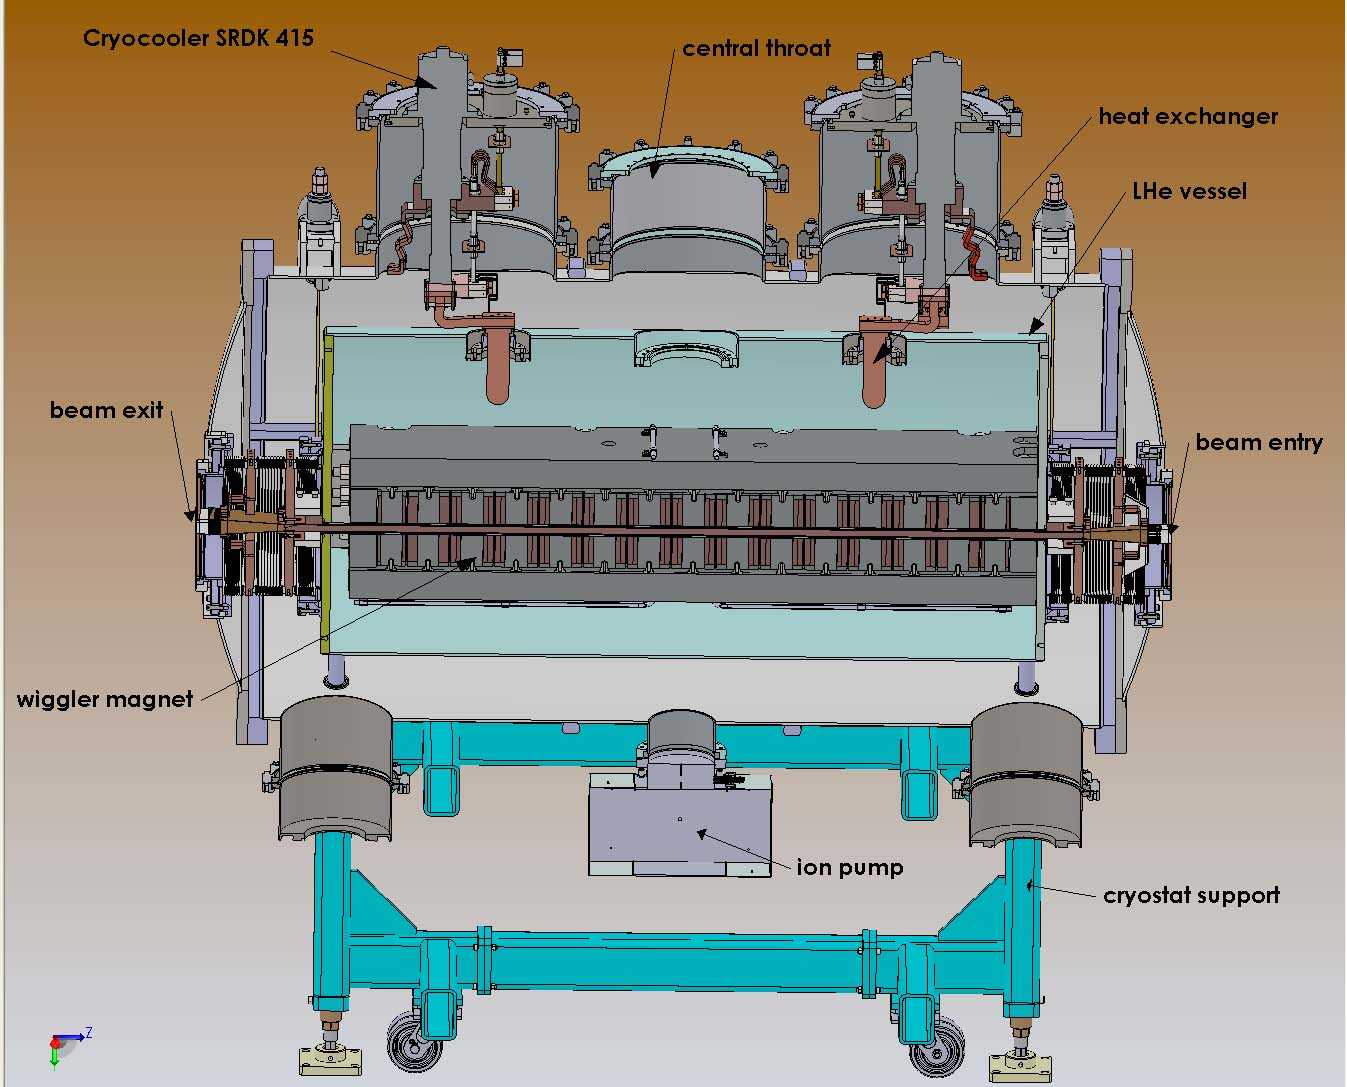 Cryocooler SRDK 415
central throat
heat exchanger
LHe vessel
beam exit
beam entry
wiggler magnet
ion pump
cryostat support
Z